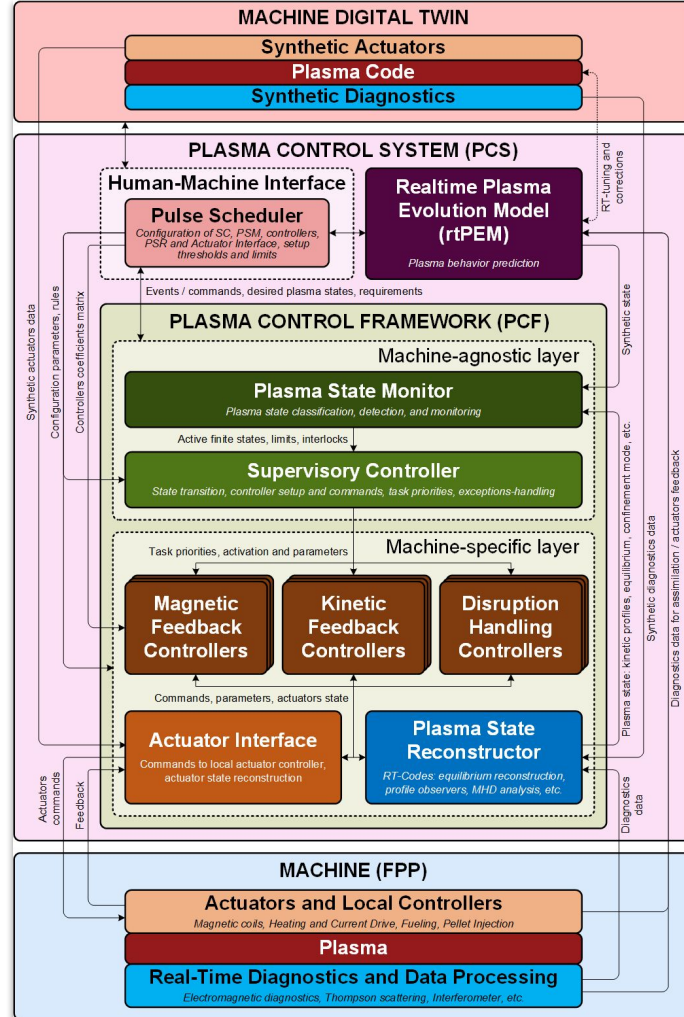 MACHINE DIGITAL TWIN
Synthetic Actuators
Plasma Code
Synthetic Diagnostics
PLASMA CONTROL SYSTEM (PCS)
Human-Machine Interface
Pulse Scheduler
Configuration of SC, PSM, controllers,
PSR and Actuator Interface, setup
thresholds and limits
Realtime Plasma
Evolution Model
(rtPEM)
Plasma behavior prediction
RT-tuning and
corrections
Events / commands, desired plasma states, requirements
Synthetic actuators data
Configuration parameters, rules
Controllers coefficients matrix
Synthetic state
PLASMA CONTROL FRAMEWORK (PCF)
Machine-agnostic layer
Plasma State Monitor
Plasma state classification, detection, and monitoring
Active finite states, limits, interlocks
Supervisory Controller
State transition, controller setup and commands, task priorities, exceptions-handling
Machine-specific layer
Task priorities, activation and parameters
Magnetic
Feedback
Controllers
Kinetic
Feedback
Controllers
Disruption
Handling
Controllers
Commands, parameters, actuators state
Actuator Interface
Commands to local actuator controller,
actuator state reconstruction
Plasma State
Reconstructor
RT-Codes: equilibrium reconstruction,
profile observers, MHD analysis, etc.
Plasma state: kinetic profiles, equilibrium, confinement mode, etc.
Synthetic diagnostics data
Diagnostics data for assimilation / actuators feedback
Actuators
commands
Feedback
Diagnostics
data
MACHINE (FPP)
Actuators and Local Controllers
Magnetic coils, Heating and Current Drive, Fueling, Pellet Injection
Plasma
Real-Time Diagnostics and Data Processing
Electromagnetic diagnostics, Thompson scattering, Interferometer, etc.